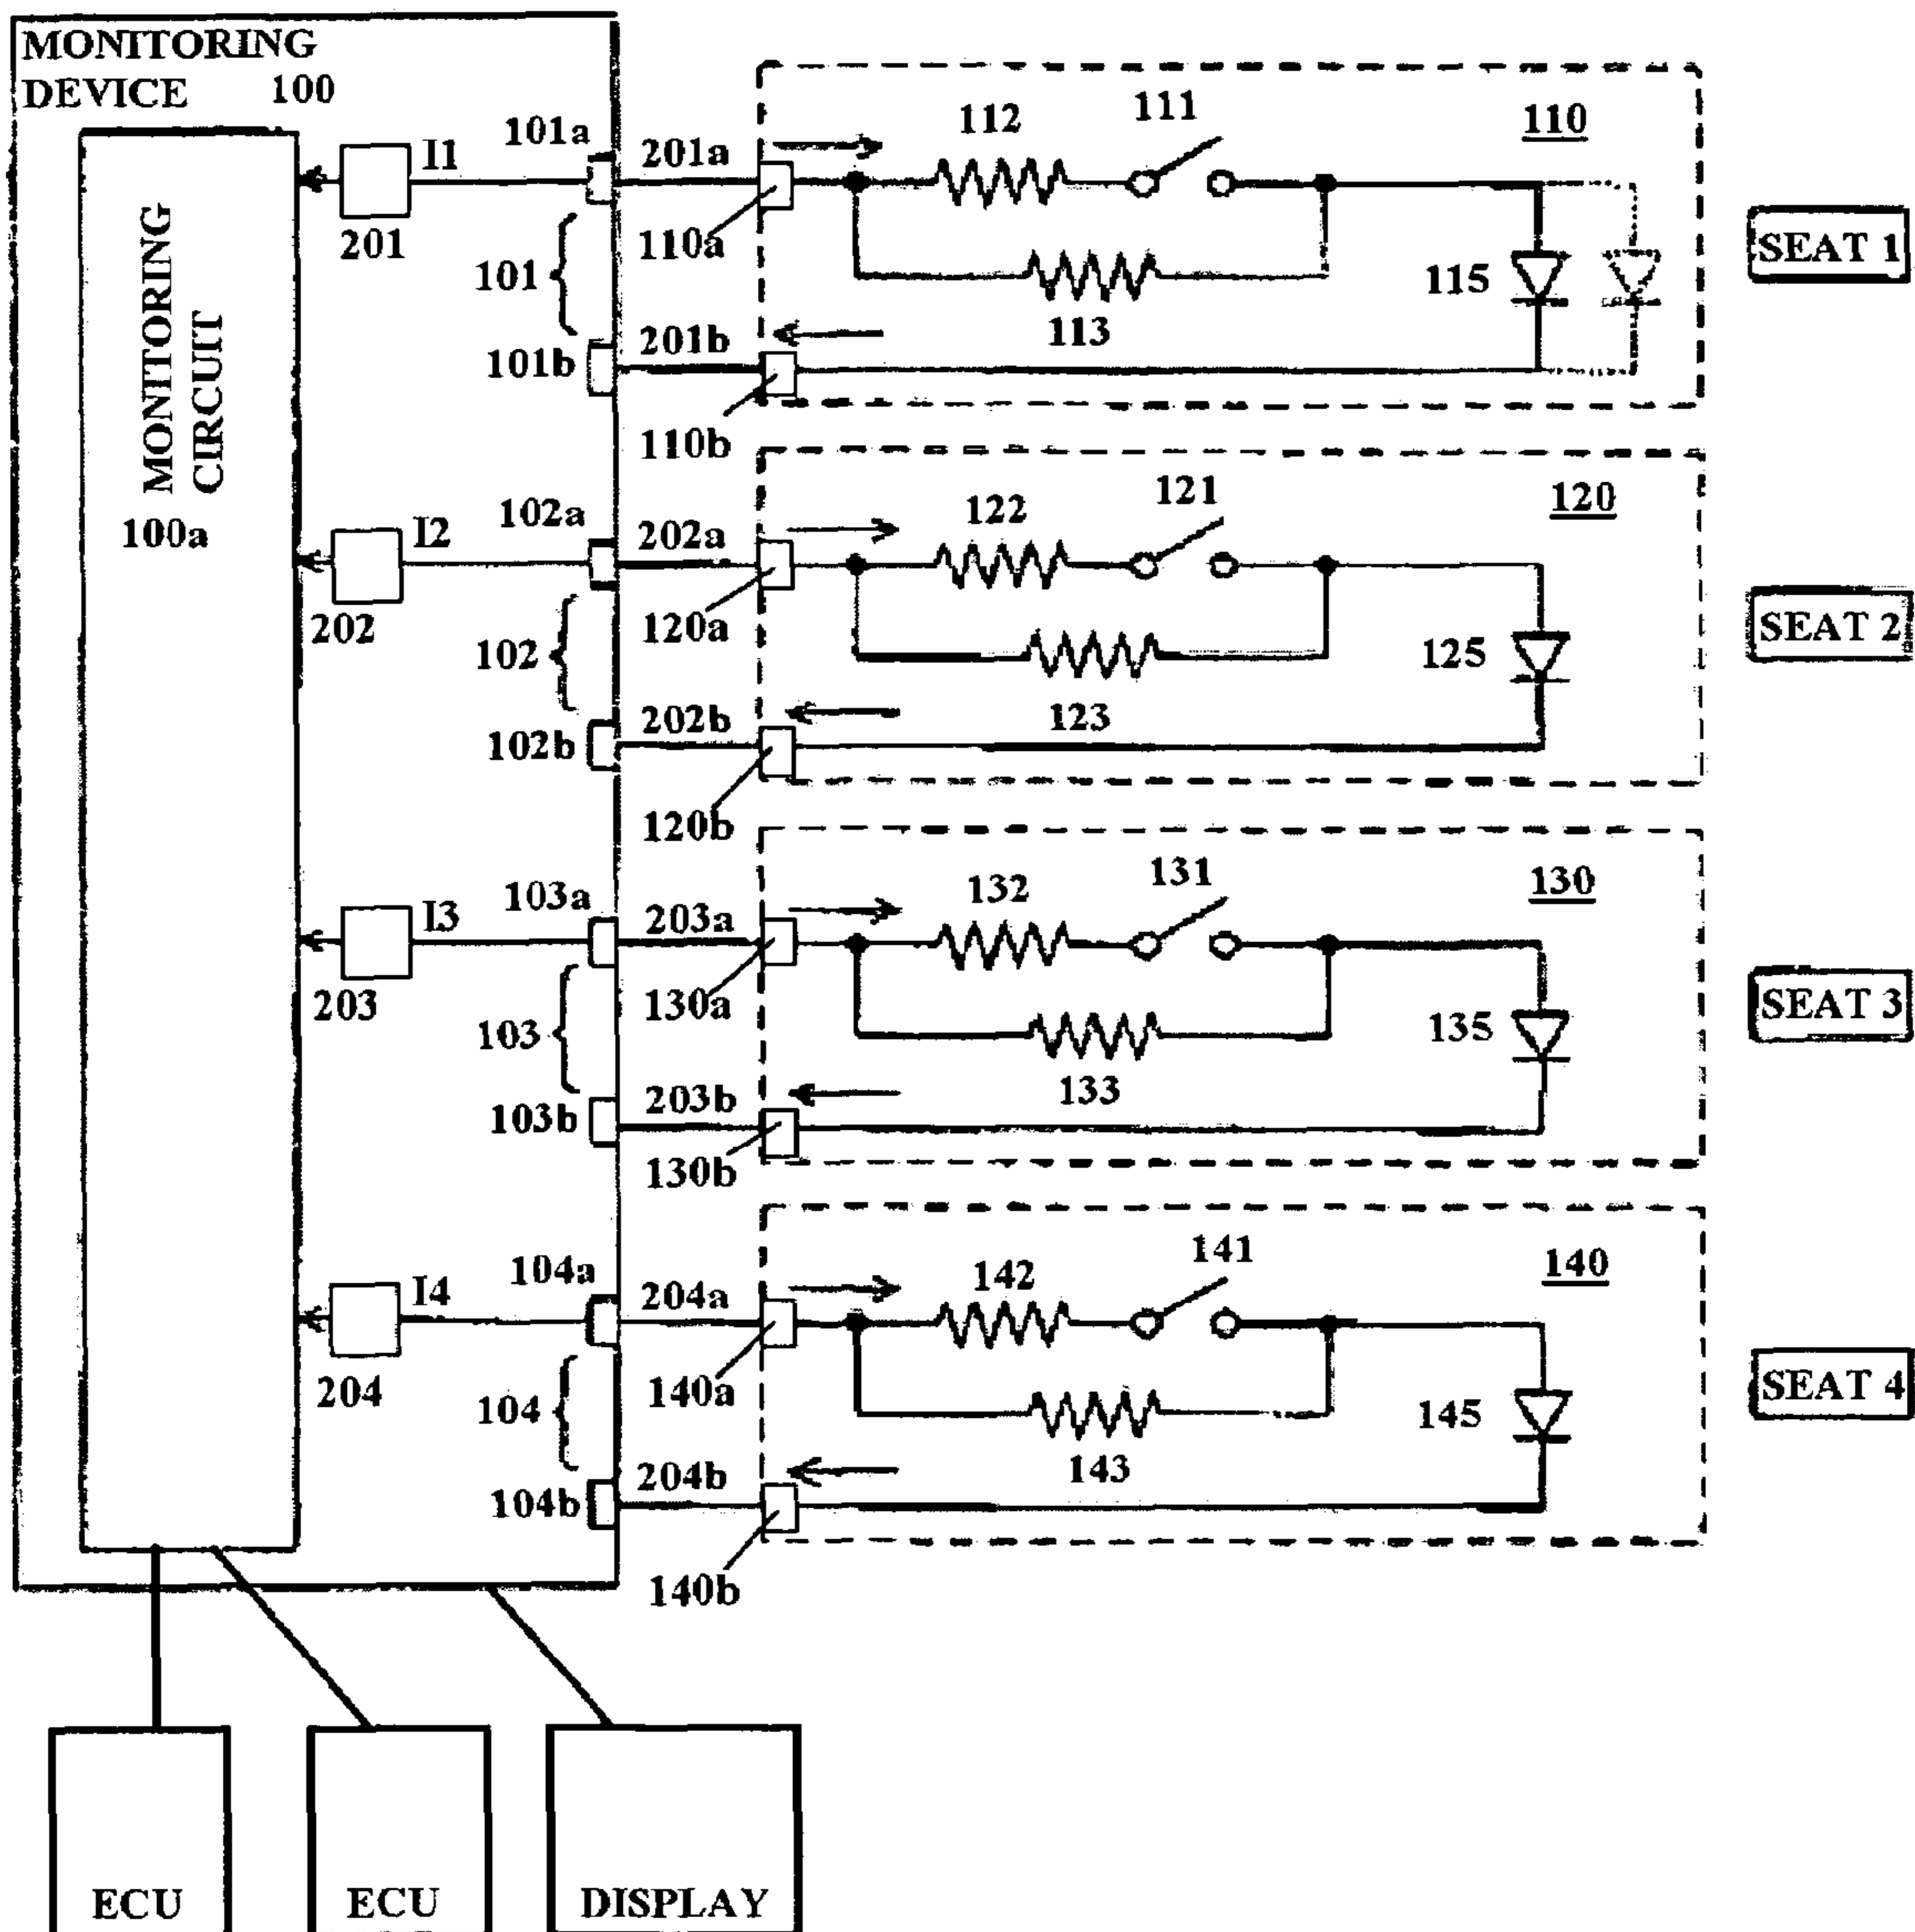 MONITORING
DEVICE 100
MONITORING
CIRCUIT
100a
I1
201
101a
201a
110a
101
101b
201b
110b
112
111
113
115
110
SEAT 1
I2
202
102a
202a
120a
102
102b
202b
120b
122
121
123
125
120
SEAT 2
I3
203
103a
203a
130a
103
103b
203b
130b
132
131
133
135
130
SEAT 3
I4
204
104a
204a
140a
104
104b
204b
140b
142
141
143
145
140
SEAT 4
ECU
ECU
DISPLAY